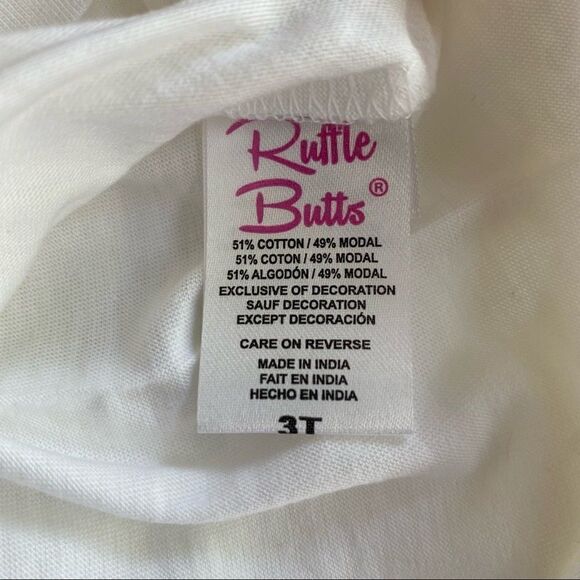 Ruffle
Butts®
51% COTTON / 49% MODAL
51% COTON / 49% MODAL
51% ALGODÓN / 49% MODAL
EXCLUSIVE OF DECORATION
SAUF DECORATION
EXCEPT DECORACIÓN
CARE ON REVERSE
MADE IN INDIA
FAIT EN INDIA
HECHO EN INDIA
3T